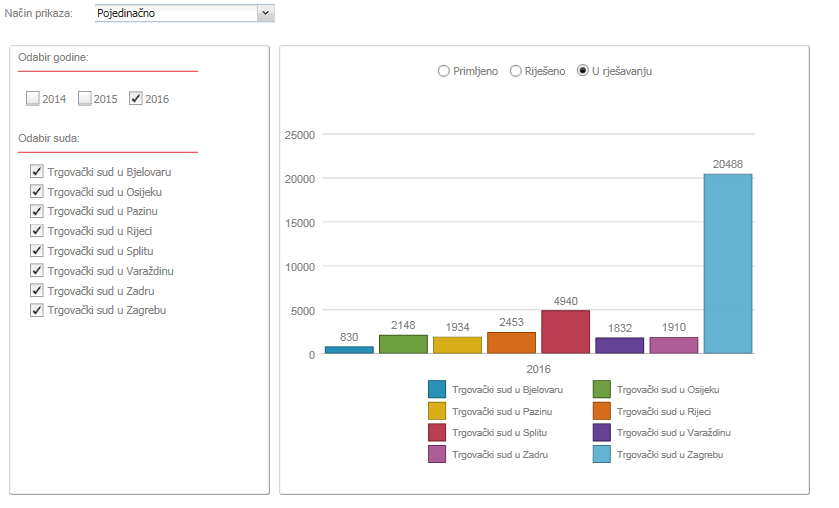 Način prikaza: Pojedinačno
Odabir godine:
2014 2015 2016
Odabir suda:
Trgovački sud u Bjelovaru
Trgovački sud u Osijeku
Trgovački sud u Pazinu
Trgovački sud u Rijeci
Trgovački sud u Splitu
Trgovački sud u Varaždinu
Trgovački sud u Zadru
Trgovački sud u Zagrebu
Primljeno Riješeno U rješavanju
25000
20000
15000
10000
5000
0
830 2148 1934 2453 4940 1832 1910 20488
2016
Trgovački sud u Bjelovaru Trgovački sud u Osijeku
Trgovački sud u Pazinu Trgovački sud u Rijeci
Trgovački sud u Splitu Trgovački sud u Varaždinu
Trgovački sud u Zadru Trgovački sud u Zagrebu